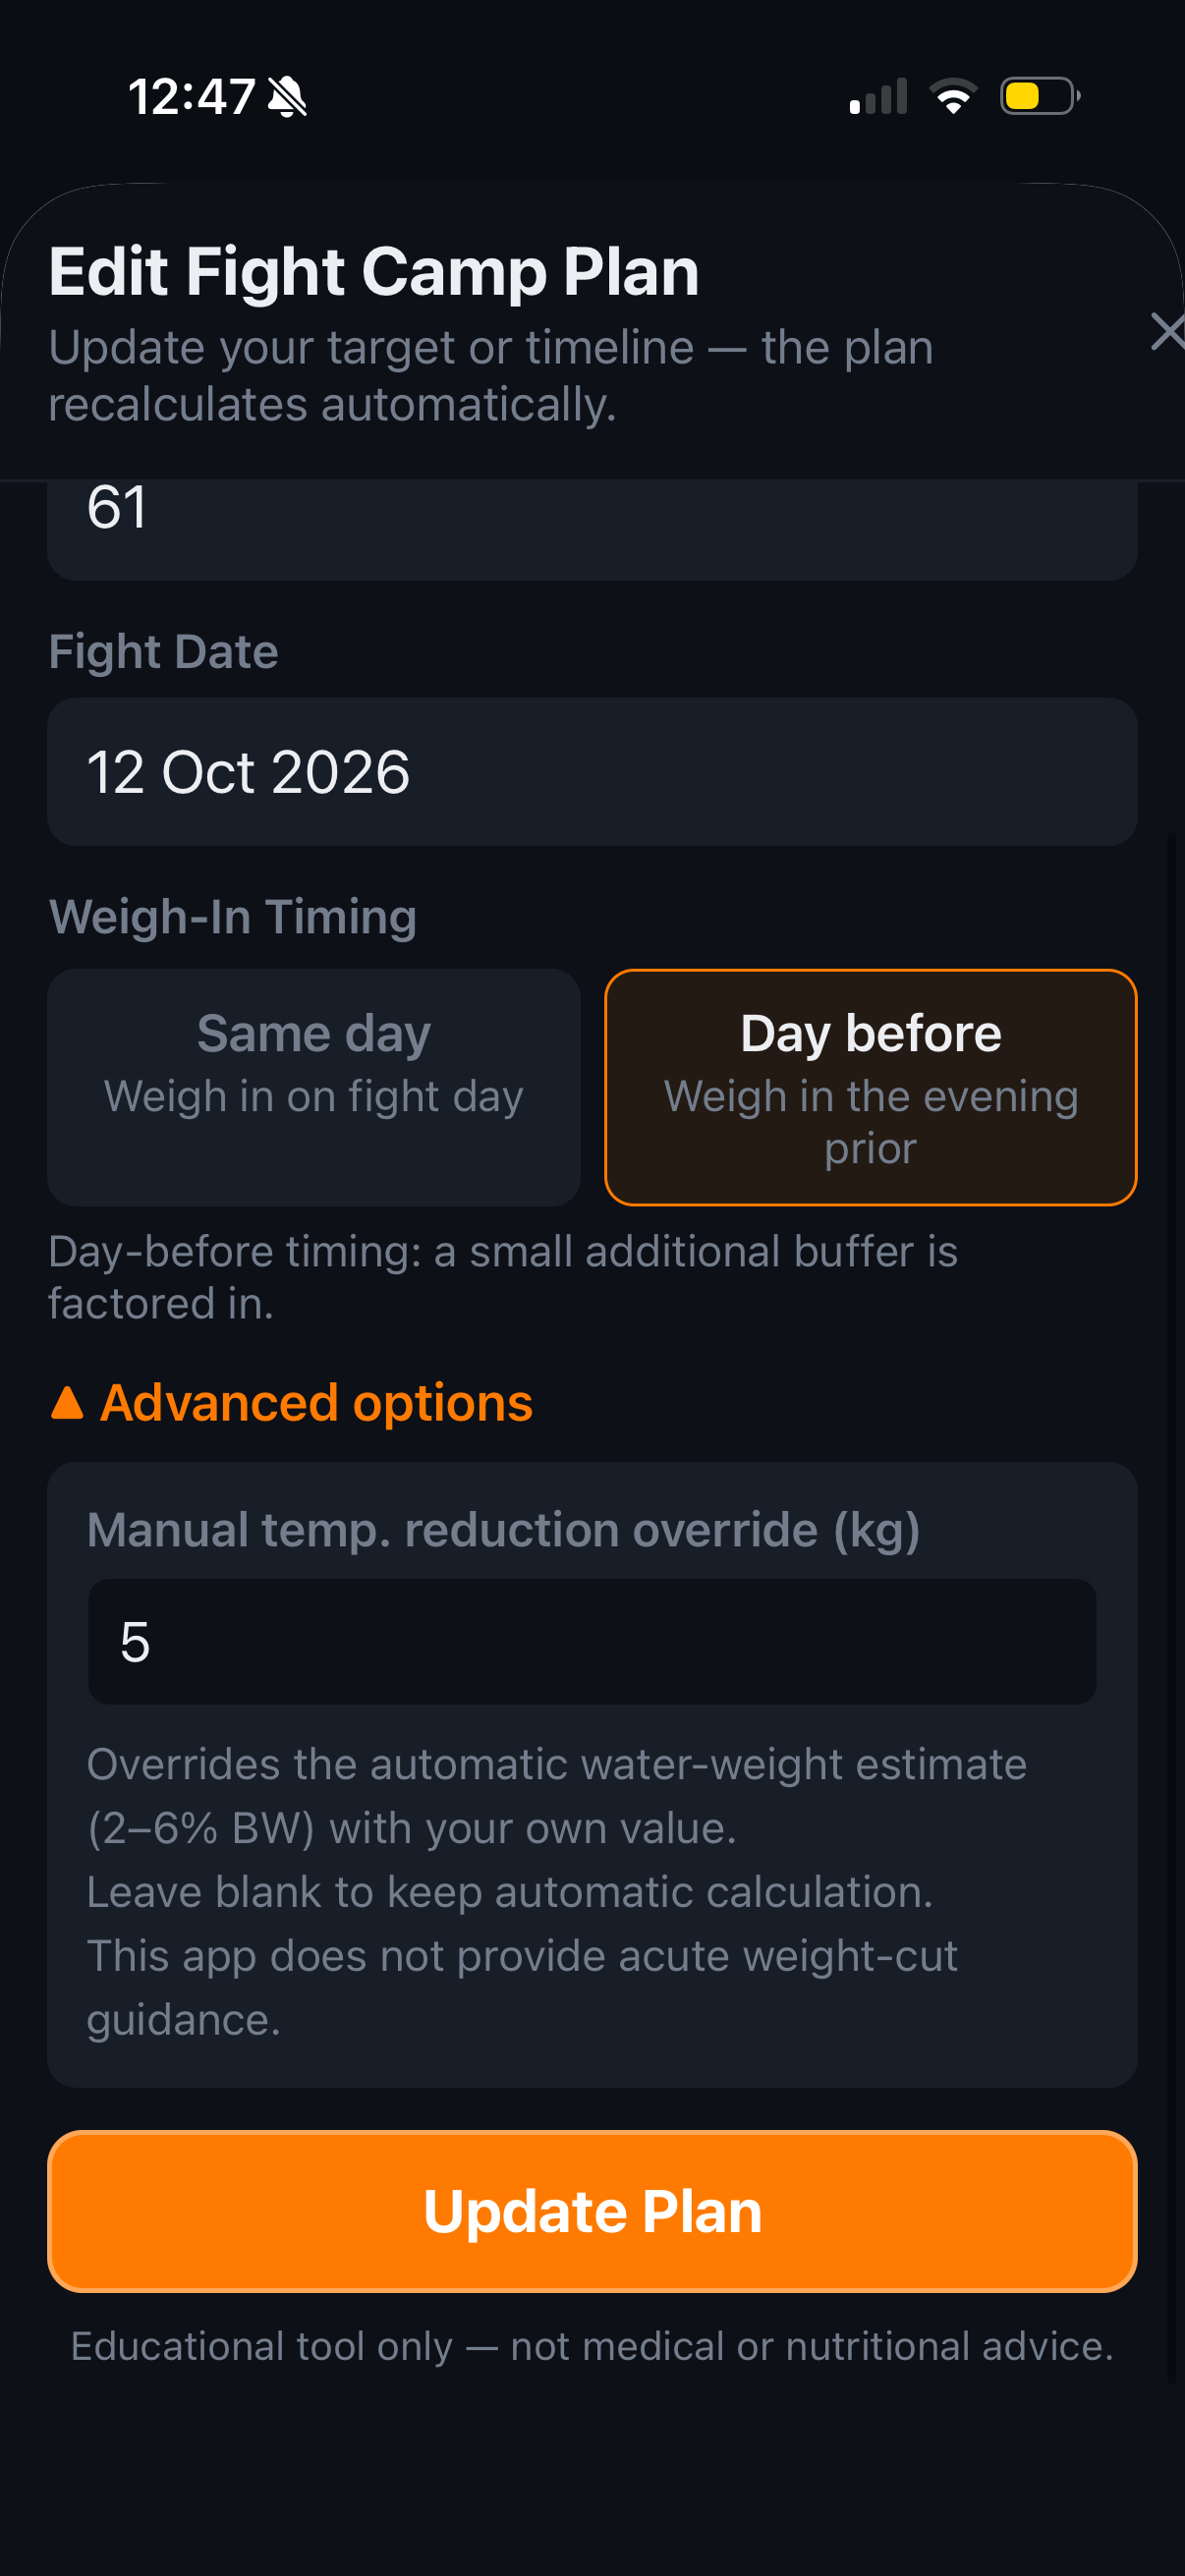 12:47
Edit Fight Camp Plan
Update your target or timeline — the plan
recalculates automatically.
61
Fight Date
12 Oct 2026
Weigh-In Timing
Same day
Weigh in on fight day
Day before
Weigh in the evening
prior
Day-before timing: a small additional buffer is
factored in.
Advanced options
Manual temp. reduction override (kg)
5
Overrides the automatic water-weight estimate
(2–6% BW) with your own value.
Leave blank to keep automatic calculation.
This app does not provide acute weight-cut
guidance.
Update Plan
Educational tool only — not medical or nutritional advice.